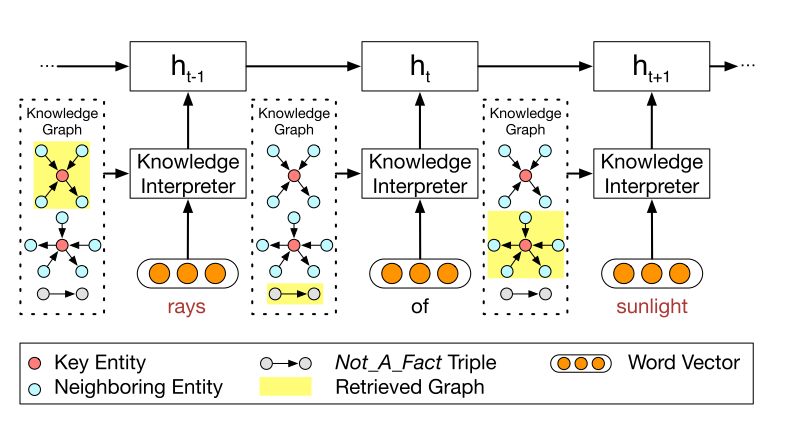 ... h_{t-1} h_t h_{t+1} ...
Knowledge Graph Knowledge Graph Knowledge Graph
Knowledge Interpreter Knowledge Interpreter Knowledge Interpreter
rays of sunlight
Key Entity Not_A_Fact Triple Word Vector
Neighboring Entity Retrieved Graph